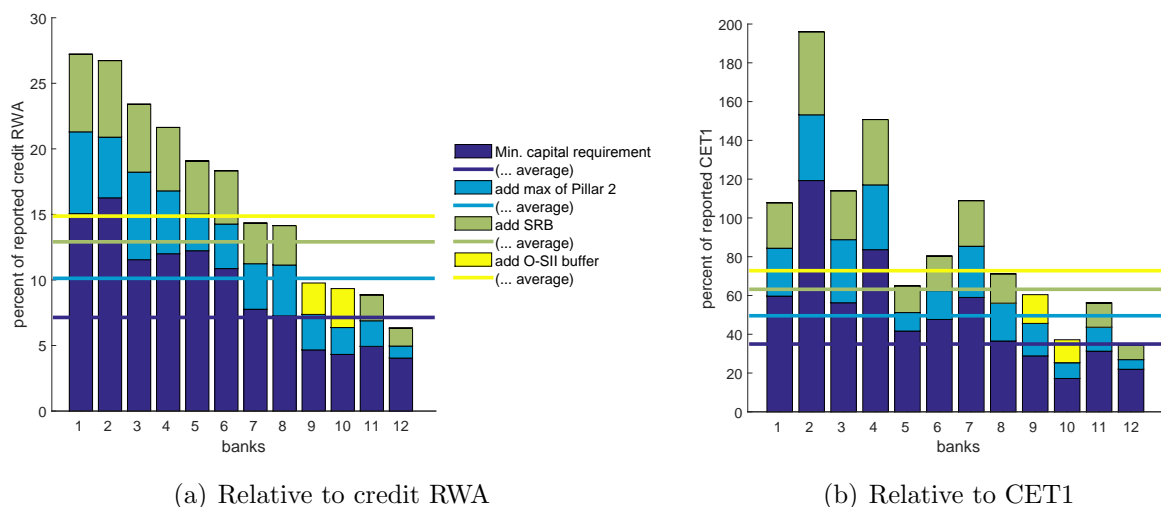 30
25
20
15
10
5
0
percent of reported credit RWA
1 2 3 4 5 6 7 8 9 10 11 12
banks
Min. capital requirement
(... average)
add max of Pillar 2
(... average)
add SRB
(... average)
add O-SII buffer
(... average)
(a) Relative to credit RWA
200
180
160
140
120
100
80
60
40
20
0
percent of reported CET1
1 2 3 4 5 6 7 8 9 10 11 12
banks
(b) Relative to CET1